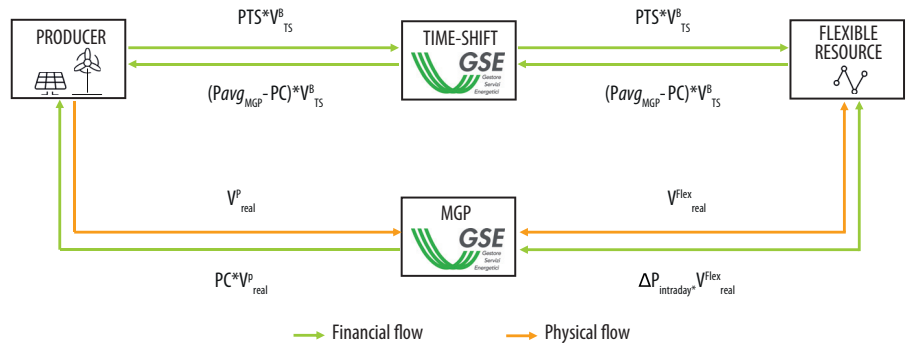 PTS*V^B_TS
PTS*V^B_TS
PRODUCER
TIME-SHIFT
FLEXIBLE
RESOURCE
GSE
Gestore
Servizi
Energetici
(Pavg_MGP-PC)*V^B_TS
(Pavg_MGP-PC)*V^B_TS
V^P_real
V^Flex_real
MGP
GSE
Gestore
Servizi
Energetici
PC*V^p_real
ΔP_intraday*V^Flex_real
Financial flow
Physical flow